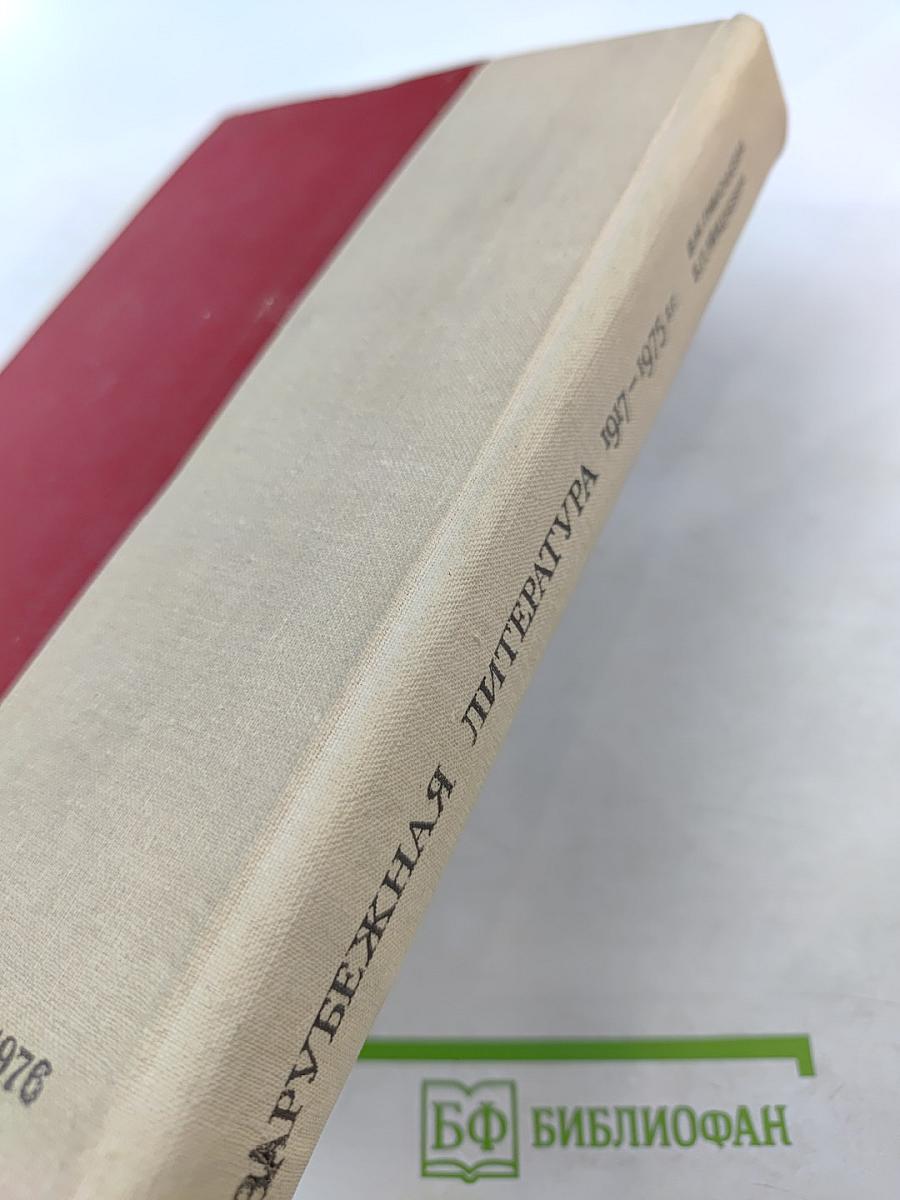 ЗАРУБЕЖНАЯ ЛИТЕРАТУРА 1917–1975 гг.
1976
БФ БИБЛИОФАН